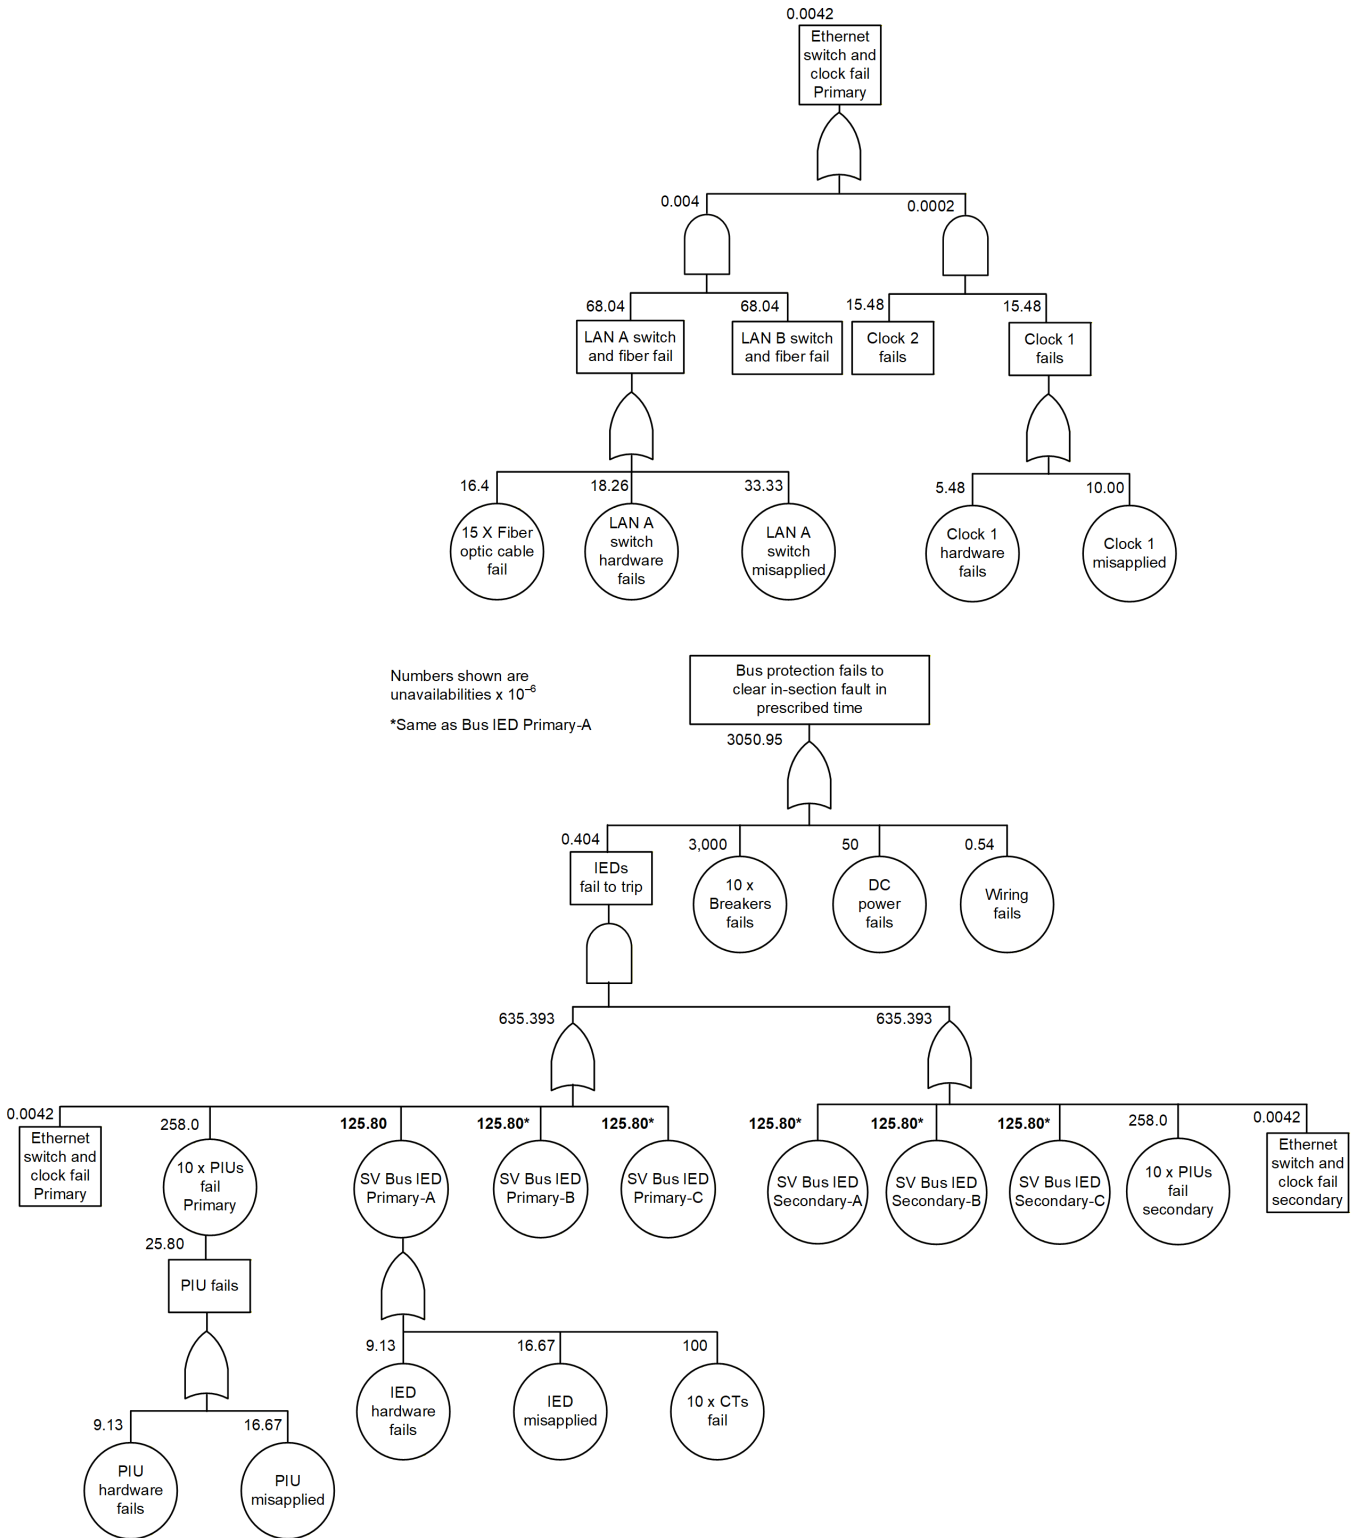 0.0042
Ethernet
switch and
clock fail
Primary
0.004
0.0002
68.04
68.04
15.48
15.48
LAN A switch
and fiber fail
LAN B switch
and fiber fail
Clock 2
fails
Clock 1
fails
16.4
18.26
33.33
5.48
10.00
15 X Fiber
optic cable
fail
LAN A
switch
hardware
fails
LAN A
switch
misapplied
Clock 1
hardware
fails
Clock 1
misapplied
Numbers shown are
unavailabilities x 10⁻⁶
*Same as Bus IED Primary-A
Bus protection fails to
clear in-section fault in
prescribed time
3050.95
0.404
3,000
50
0.54
IEDs
fail to trip
10 x
Breakers
fails
DC
power
fails
Wiring
fails
635.393
635.393
0.0042
258.0
125.80
125.80*
125.80*
125.80*
125.80*
125.80*
258.0
0.0042
Ethernet
switch and
clock fail
Primary
10 x PIUs
fail
Primary
SV Bus IED
Primary-A
SV Bus IED
Primary-B
SV Bus IED
Primary-C
SV Bus IED
Secondary-A
SV Bus IED
Secondary-B
SV Bus IED
Secondary-C
10 x PIUs
fail
secondary
Ethernet
switch and
clock fail
secondary
25.80
PIU fails
9.13
16.67
100
IED
hardware
fails
IED
misapplied
10 x CTs
fail
9.13
16.67
PIU
hardware
fails
PIU
misapplied